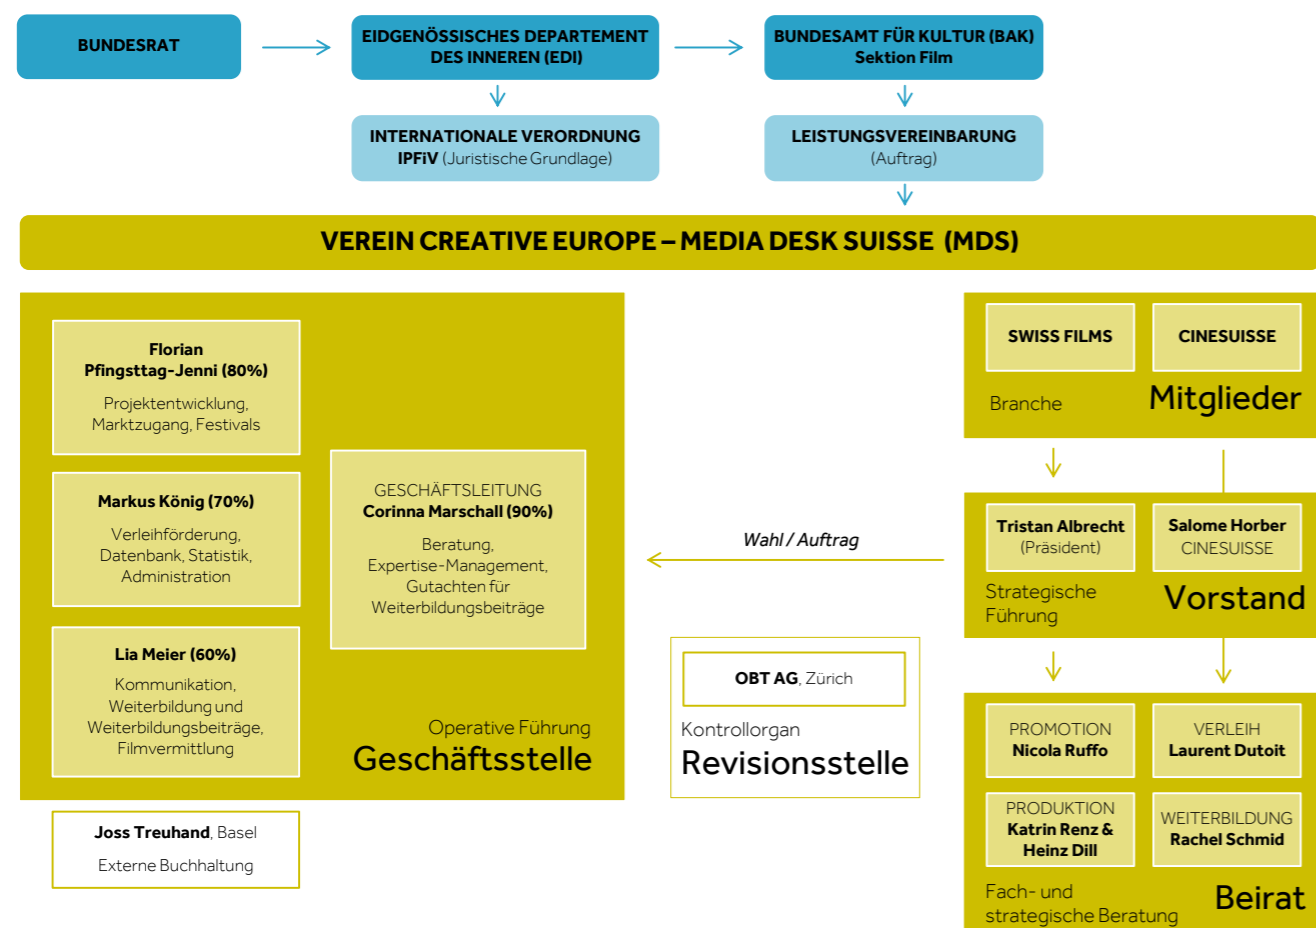 BUNDESRAT
EIDGENÖSSISCHES DEPARTEMENT
DES INNEREN (EDI)
BUNDESAMT FÜR KULTUR (BAK)
Sektion Film
INTERNATIONALE VERORDNUNG
IPFiV (Juristische Grundlage)
LEISTUNGSVEREINBARUNG
(Auftrag)
VEREIN CREATIVE EUROPE – MEDIA DESK SUISSE (MDS)
Florian
Pfingsttag-Jenni (80%)
Projektentwicklung,
Marktzugang, Festivals
Markus König (70%)
Verleihförderung,
Datenbank, Statistik,
Administration
Lia Meier (60%)
Kommunikation,
Weiterbildung und
Weiterbildungsbeiträge,
Filmvermittlung
GESCHÄFTSLEITUNG
Corinna Marschall (90%)
Beratung,
Expertise-Management,
Gutachten für
Weiterbildungsbeiträge
Operative Führung
Geschäftsstelle
Joss Treuhand, Basel
Externe Buchhaltung
Wahl / Auftrag
OBT AG, Zürich
Kontrollorgan
Revisionsstelle
SWISS FILMS
CINESUISSE
Branche
Mitglieder
Tristan Albrecht
(Präsident)
Salome Horber
CINESUISSE
Strategische
Führung
Vorstand
PROMOTION
Nicola Ruffo
VERLEIH
Laurent Dutoit
PRODUKTION
Katrin Renz &
Heinz Dill
WEITERBILDUNG
Rachel Schmid
Fach- und
strategische Beratung
Beirat